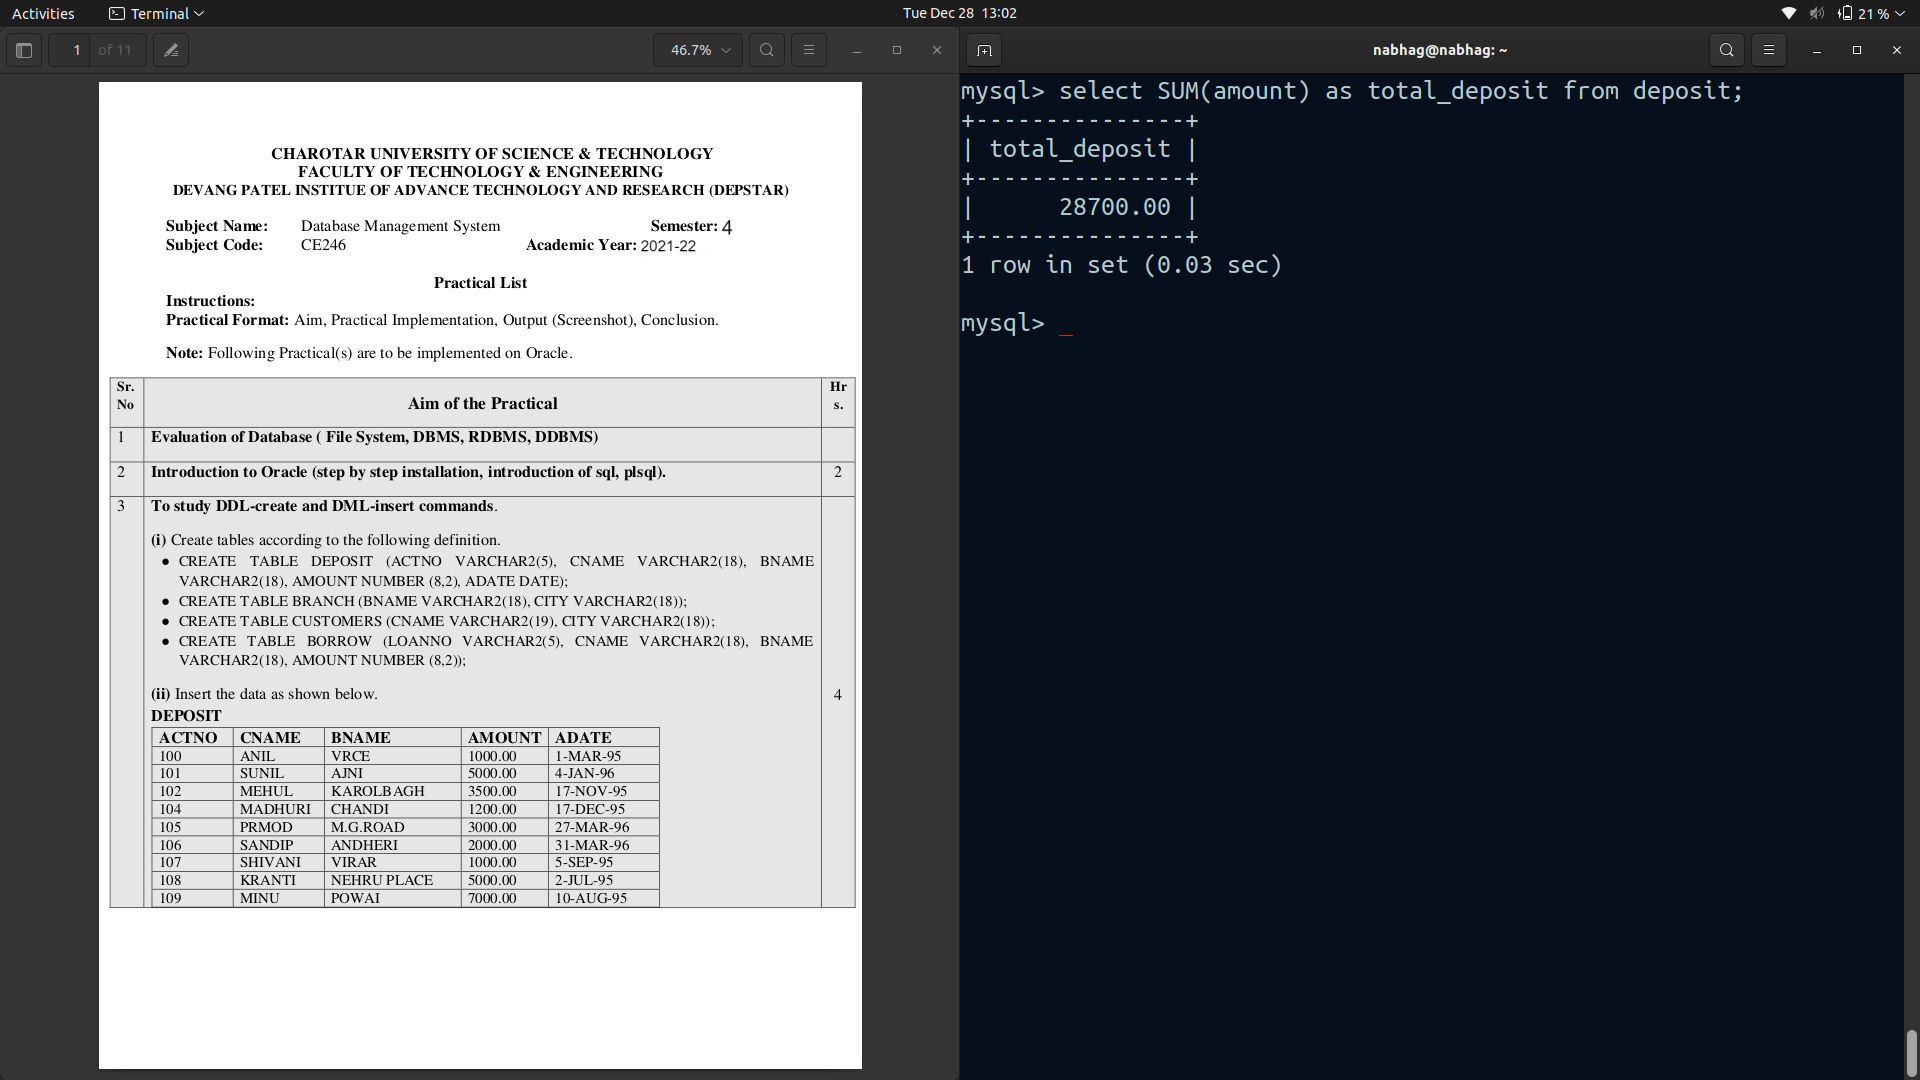 Activities Terminal Tue Dec 28 13:02 21 %
1 of 11 46.7%
CHAROTAR UNIVERSITY OF SCIENCE & TECHNOLOGY
FACULTY OF TECHNOLOGY & ENGINEERING
DEVANG PATEL INSTITUE OF ADVANCE TECHNOLOGY AND RESEARCH (DEPSTAR)
Subject Name: Database Management System Semester: 4
Subject Code: CE246 Academic Year: 2021-22
Practical List
Instructions:
Practical Format: Aim, Practical Implementation, Output (Screenshot), Conclusion.
Note: Following Practical(s) are to be implemented on Oracle.
Sr. No Aim of the Practical Hr s.
1 Evaluation of Database ( File System, DBMS, RDBMS, DDBMS)
2 Introduction to Oracle (step by step installation, introduction of sql, plsql). 2
3 To study DDL-create and DML-insert commands.
(i) Create tables according to the following definition.
● CREATE TABLE DEPOSIT (ACTNO VARCHAR2(5), CNAME VARCHAR2(18), BNAME
VARCHAR2(18), AMOUNT NUMBER (8,2), ADATE DATE);
● CREATE TABLE BRANCH (BNAME VARCHAR2(18), CITY VARCHAR2(18));
● CREATE TABLE CUSTOMERS (CNAME VARCHAR2(19), CITY VARCHAR2(18));
● CREATE TABLE BORROW (LOANNO VARCHAR2(5), CNAME VARCHAR2(18), BNAME
VARCHAR2(18), AMOUNT NUMBER (8,2));
(ii) Insert the data as shown below. 4
DEPOSIT
ACTNO CNAME BNAME AMOUNT ADATE
100 ANIL VRCE 1000.00 1-MAR-95
101 SUNIL AJNI 5000.00 4-JAN-96
102 MEHUL KAROLBAGH 3500.00 17-NOV-95
104 MADHURI CHANDI 1200.00 17-DEC-95
105 PRMOD M.G.ROAD 3000.00 27-MAR-96
106 SANDIP ANDHERI 2000.00 31-MAR-96
107 SHIVANI VIRAR 1000.00 5-SEP-95
108 KRANTI NEHRU PLACE 5000.00 2-JUL-95
109 MINU POWAI 7000.00 10-AUG-95
nabhag@nabhag: ~
mysql> select SUM(amount) as total_deposit from deposit;
+---------------+
| total_deposit |
+---------------+
|      28700.00 |
+---------------+
1 row in set (0.03 sec)
mysql> _